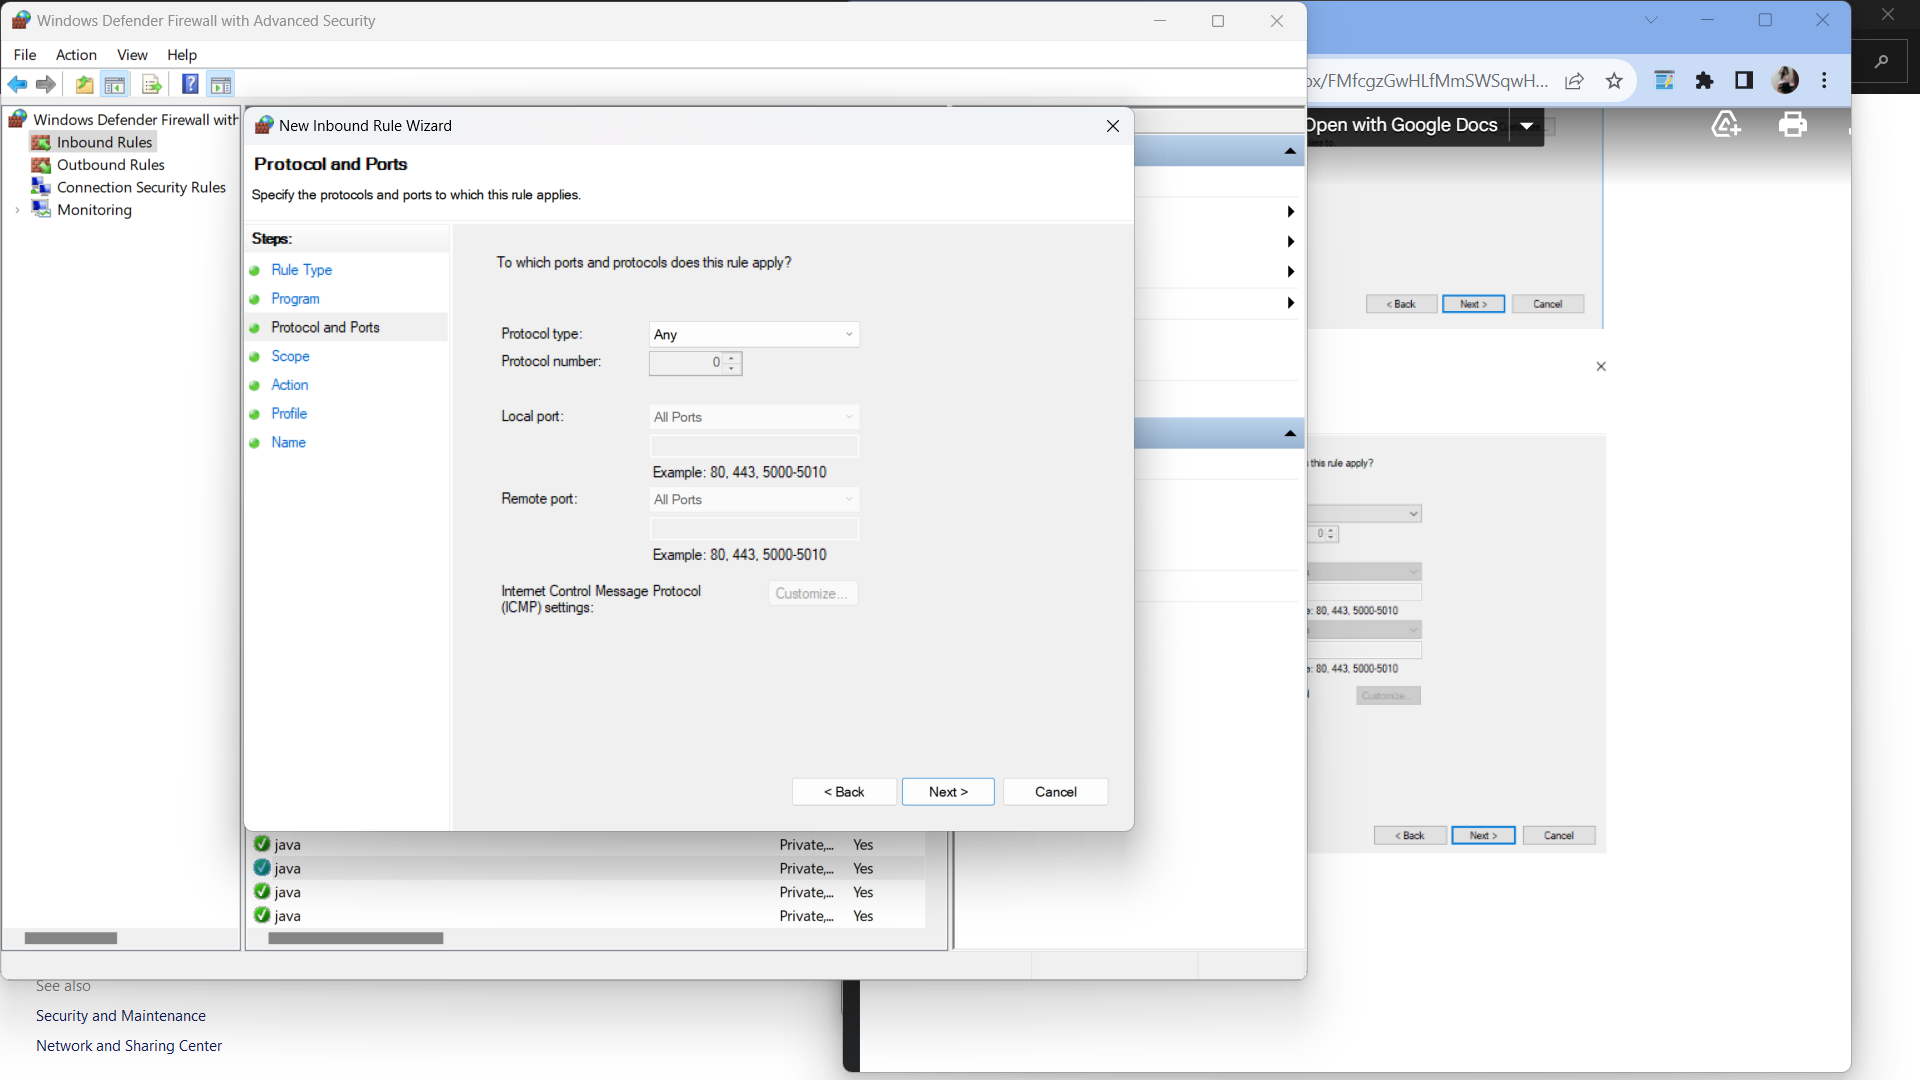 Windows Defender Firewall with Advanced Security
File Action View Help
Windows Defender Firewall with
Inbound Rules
Outbound Rules
Connection Security Rules
Monitoring
New Inbound Rule Wizard
Protocol and Ports
Specify the protocols and ports to which this rule applies.
Steps:
Rule Type
Program
Protocol and Ports
Scope
Action
Profile
Name
To which ports and protocols does this rule apply?
Protocol type: Any
Protocol number: 0
Local port: All Ports
Example: 80, 443, 5000-5010
Remote port: All Ports
Example: 80, 443, 5000-5010
Internet Control Message Protocol
(ICMP) settings:
Customize...
< Back Next > Cancel
java Private,... Yes
java Private,... Yes
java Private,... Yes
java Private,... Yes
See also
Security and Maintenance
Network and Sharing Center
ox/FMfcgzGwHLfMmSWSqwH...
Open with Google Docs
< Back Next > Cancel
this rule apply?
0
80, 443, 5000-5010
80, 443, 5000-5010
Customize...
< Back Next > Cancel